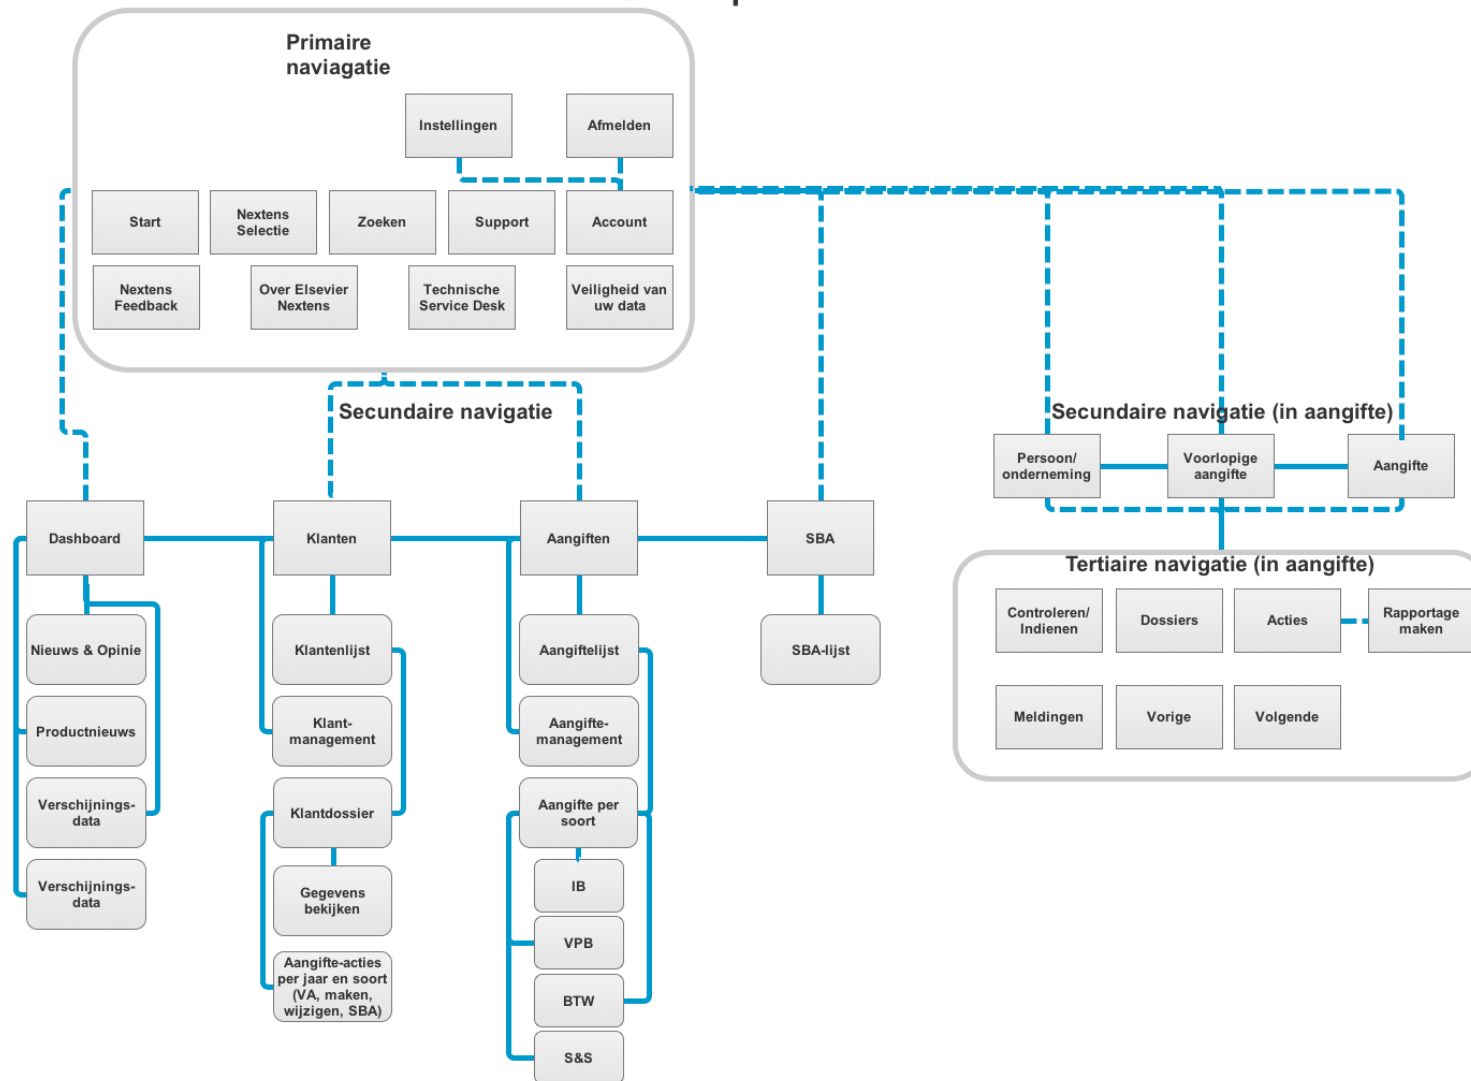 Primaire
naviagatie
Instellingen
Afmelden
Start
Nextens
Selectie
Zoeken
Support
Account
Nextens
Feedback
Over Elsevier
Nextens
Technische
Service Desk
Veiligheid van
uw data
Secundaire navigatie
Secundaire navigatie (in aangifte)
Persoon/
onderneming
Voorlopige
aangifte
Aangifte
Dashboard
Klanten
Aangiften
SBA
Tertiaire navigatie (in aangifte)
Controleren/
Indienen
Dossiers
Acties
Rapportage
maken
Meldingen
Vorige
Volgende
Nieuws & Opinie
Klantenlijst
Aangiftelijst
SBA-lijst
Productnieuws
Klant-
management
Aangifte-
management
Verschijnings-
data
Klantdossier
Aangifte per
soort
Verschijnings-
data
Gegevens
bekijken
IB
VPB
Aangifte-acties
per jaar en soort
(VA, maken,
wijzigen, SBA)
BTW
S&S